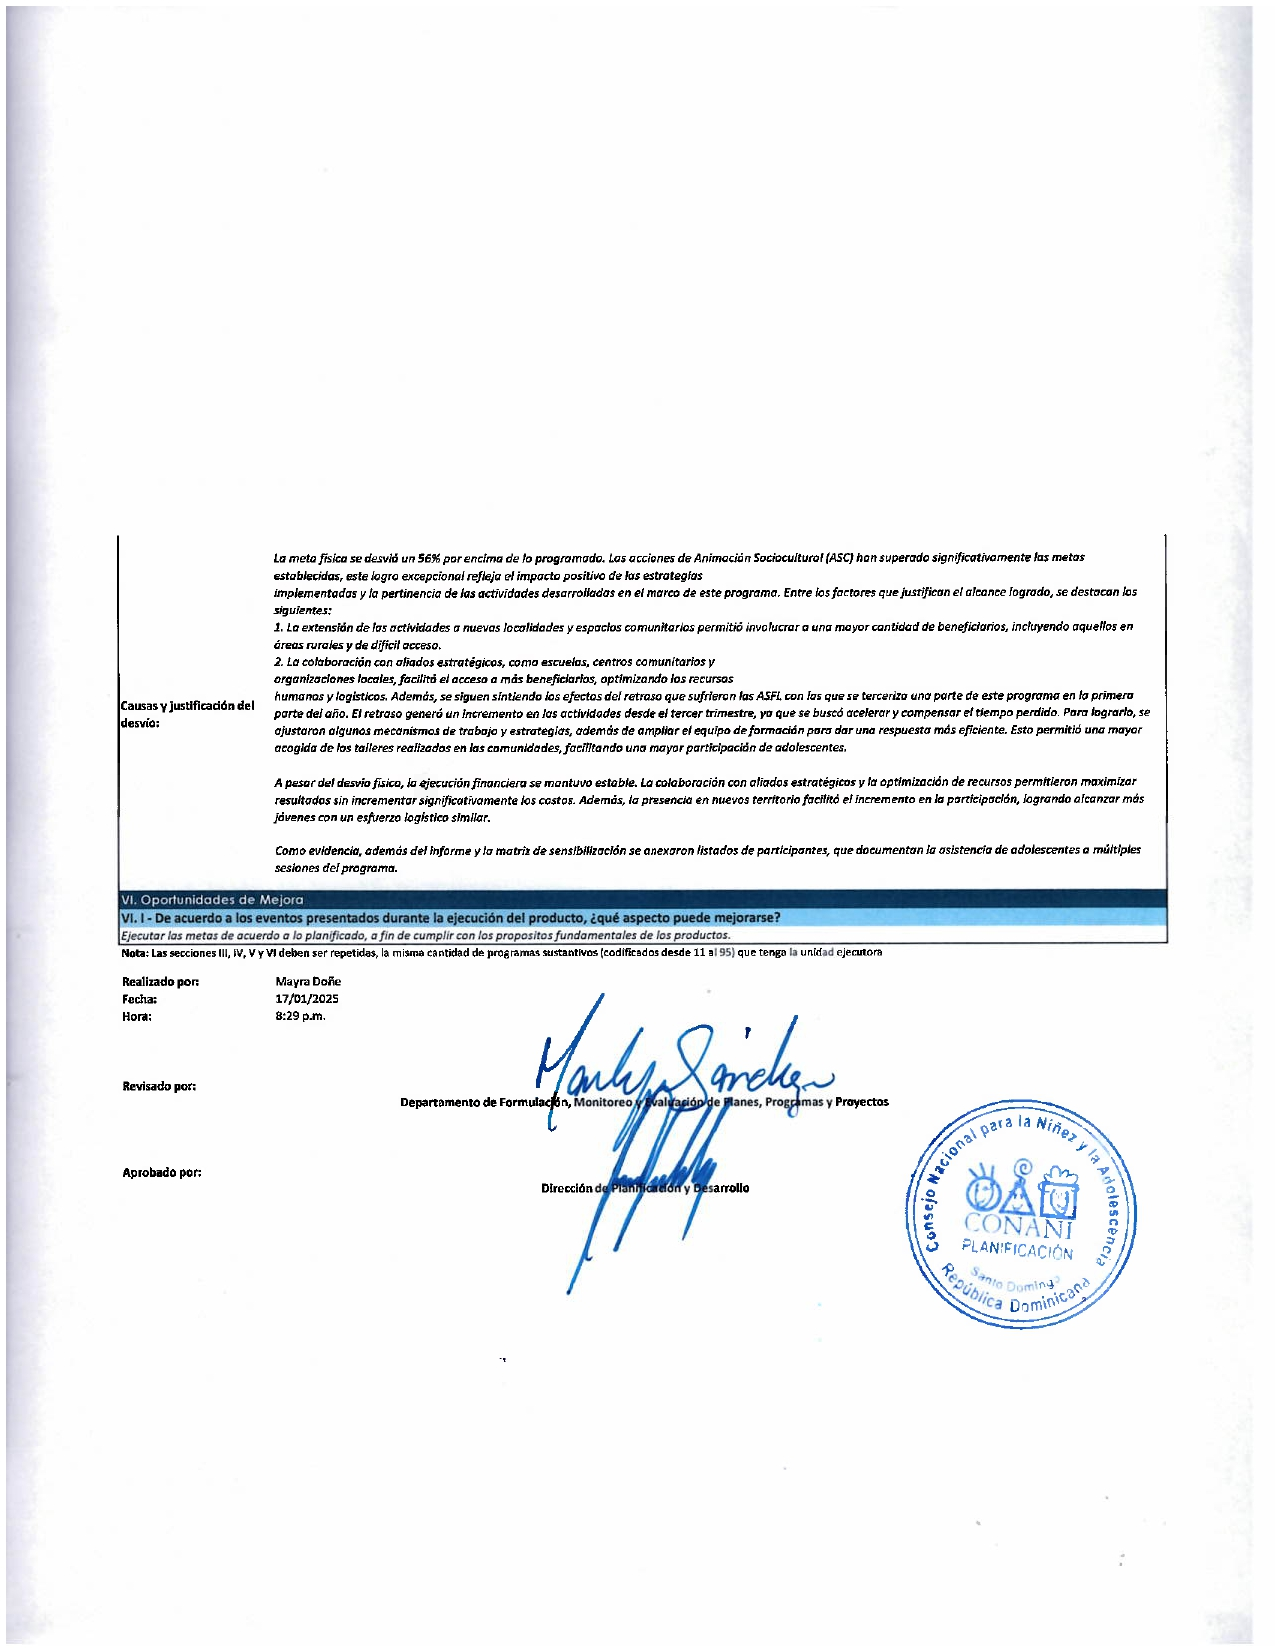 La meta física se desvió un 56% por encima de lo programado. Las acciones de Animación Sociocultural (ASC) han superado significativamente las metas
establecidas, este logro excepcional refleja el impacto positivo de las estrategias
implementadas y la pertinencia de las actividades desarrolladas en el marco de este programa. Entre los factores que justifican el alcance logrado, se destacan los
siguientes:
1. La extensión de las actividades a nuevas localidades y espacios comunitarios permitió involucrar a una mayor cantidad de beneficiarios, incluyendo aquellos en
áreas rurales y de difícil acceso.
2. La colaboración con aliados estratégicos, como escuelas, centros comunitarios y
organizaciones locales, facilitó el acceso a más beneficiarios, optimizando los recursos
humanos y logísticos. Además, se siguen sintiendo los efectos del retraso que sufrieron las ASFL con las que se terceriza una parte de este programa en la primera
parte del año. El retraso generó un incremento en las actividades desde el tercer trimestre, ya que se buscó acelerar y compensar el tiempo perdido. Para lograrlo, se
ajustaron algunos mecanismos de trabajo y estrategias, además de ampliar el equipo de formación para dar una respuesta más eficiente. Esto permitió una mayor
acogida de los talleres realizados en las comunidades, facilitando una mayor participación de adolescentes.
Causas y justificación del
desvío:
A pesar del desvío físico, la ejecución financiera se mantuvo estable. La colaboración con aliados estratégicos y la optimización de recursos permitieron maximizar
resultados sin incrementar significativamente los costos. Además, la presencia en nuevos territorio facilitó el incremento en la participación, logrando alcanzar más
jóvenes con un esfuerzo logístico similar.
Como evidencia, además del informe y la matriz de sensibilización se anexaron listados de participantes, que documentan la asistencia de adolescentes a múltiples
sesiones del programa.
VI. Oportunidades de Mejora
VI. I - De acuerdo a los eventos presentados durante la ejecución del producto, ¿qué aspecto puede mejorarse?
Ejecutar las metas de acuerdo a lo planificado, a fin de cumplir con los propositos fundamentales de los productos.
Nota: Las secciones III, IV, V y VI deben ser repetidas, la misma cantidad de programas sustantivos (codificados desde 11 al 95) que tenga la unidad ejecutora
Realizado por: Mayra Doñe
Fecha: 17/01/2025
Hora: 8:29 p.m.
Sánchez
Revisado por:
Departamento de Formulación, Monitoreo y Evaluación de Planes, Programas y Proyectos
Aprobado por:
Dirección de Planificación y Desarrollo
Consejo Nacional para la Niñez y la Adolescencia
CONANI
PLANIFICACIÓN
Santo Domingo
República Dominicana